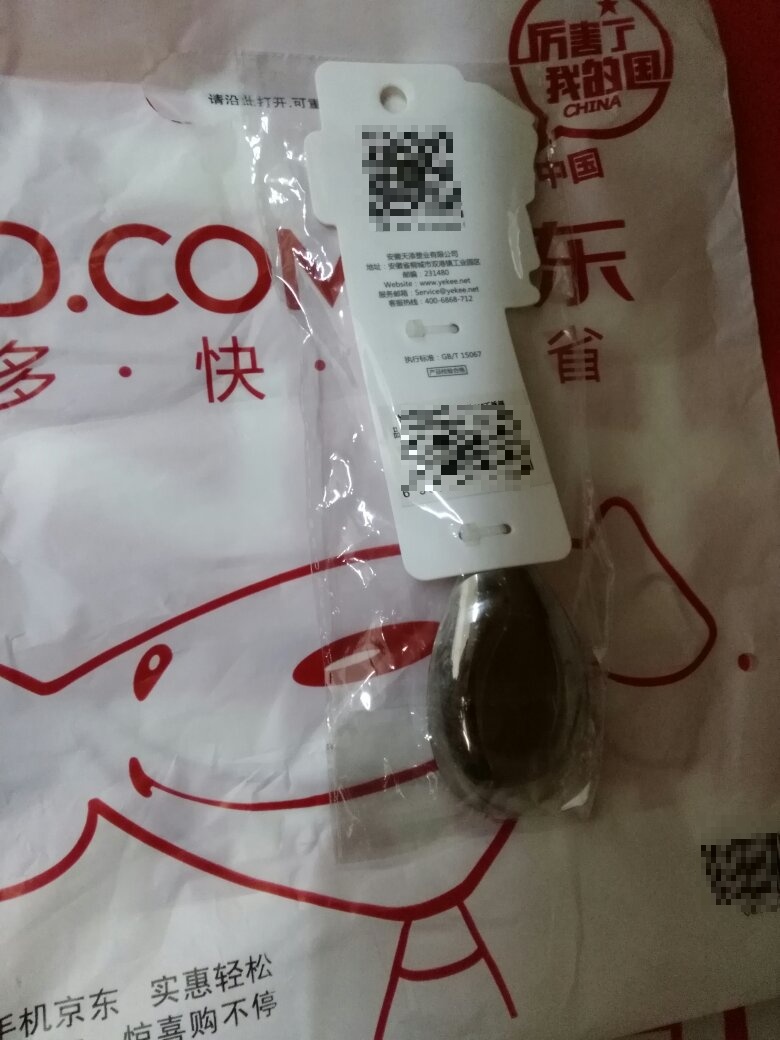 厉害了
我的国
CHINA
请沿此打开,可重
中国
D.COM
东
多·快·
省
安徽天添塑业有限公司
地址:安徽省桐城市双港镇工业园区
邮编:231480
Website:www.yekee.net
服务邮箱:Service@yekee.net
客服热线:400-6868-712
执行标准:GB/T 15067
产品检验合格
手机京东 实惠轻松
惊喜购不停